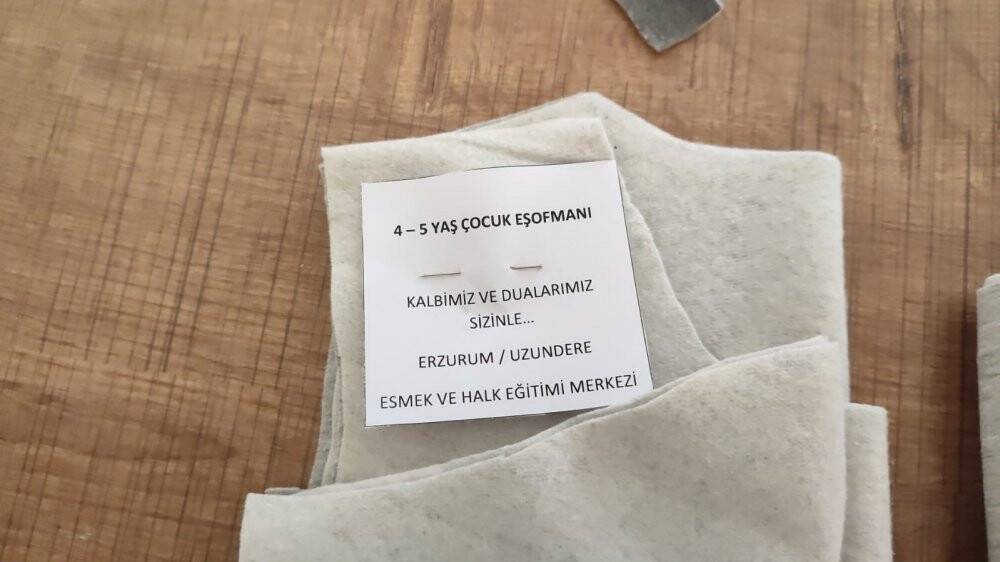 4 – 5 YAŞ ÇOCUK EŞOFMANI
KALBİMİZ VE DUALARIMIZ
SİZİNLE...
ERZURUM / UZUNDERE
ESMEK VE HALK EĞİTİMİ MERKEZİ